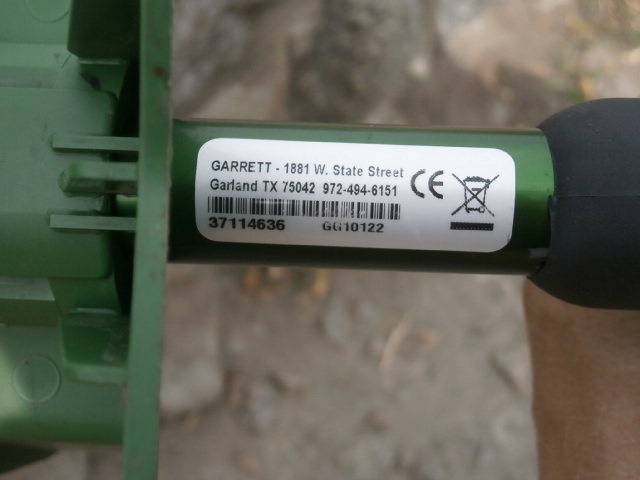 GARRETT - 1881 W. State Street
Garland TX 75042 972-494-6151
37114636 GG10122
CE